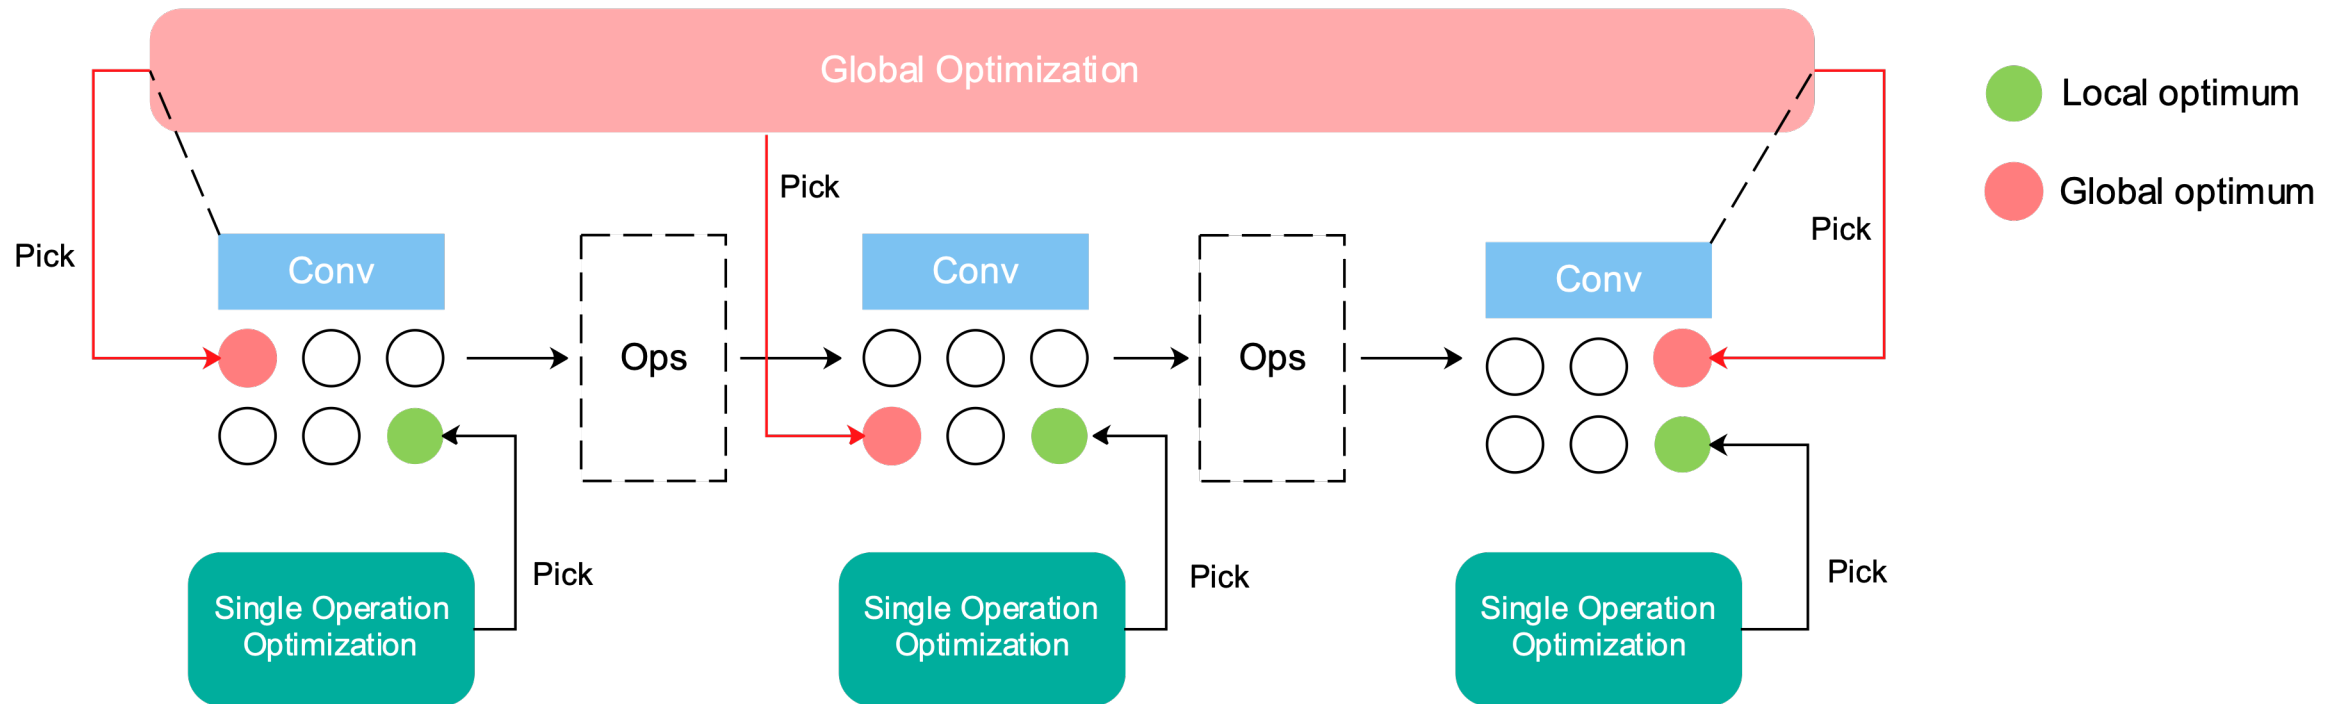 Global Optimization
Local optimum
Global optimum
Pick
Pick
Pick
Conv
Conv
Conv
Ops
Ops
Pick
Pick
Pick
Single Operation
Optimization
Single Operation
Optimization
Single Operation
Optimization